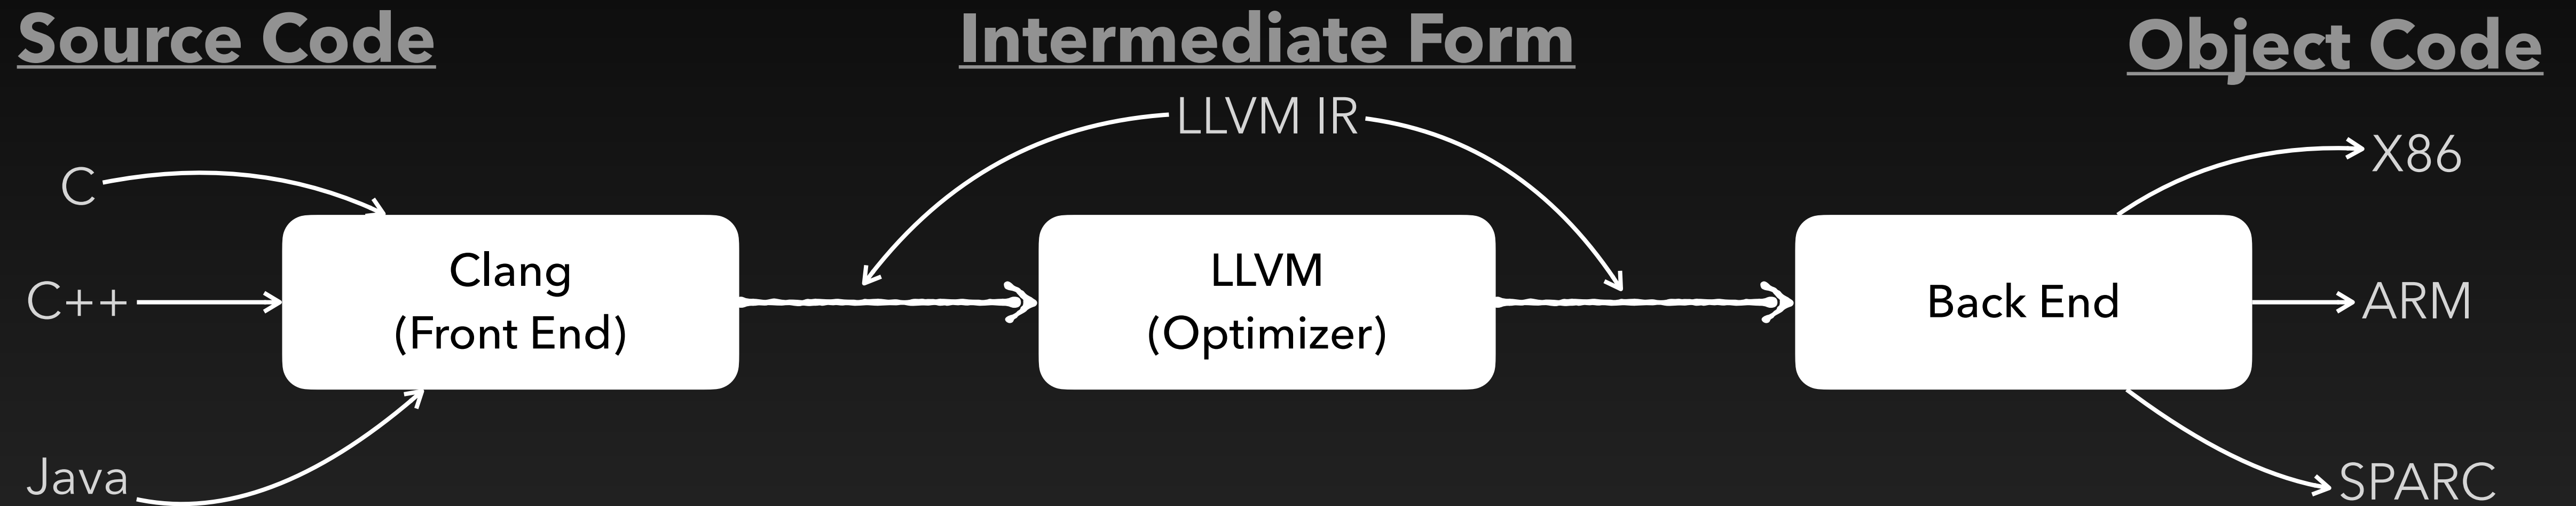 Source Code
Intermediate Form
Object Code
LLVM IR
C
C++
Java
Clang
(Front End)
LLVM
(Optimizer)
Back End
X86
ARM
SPARC